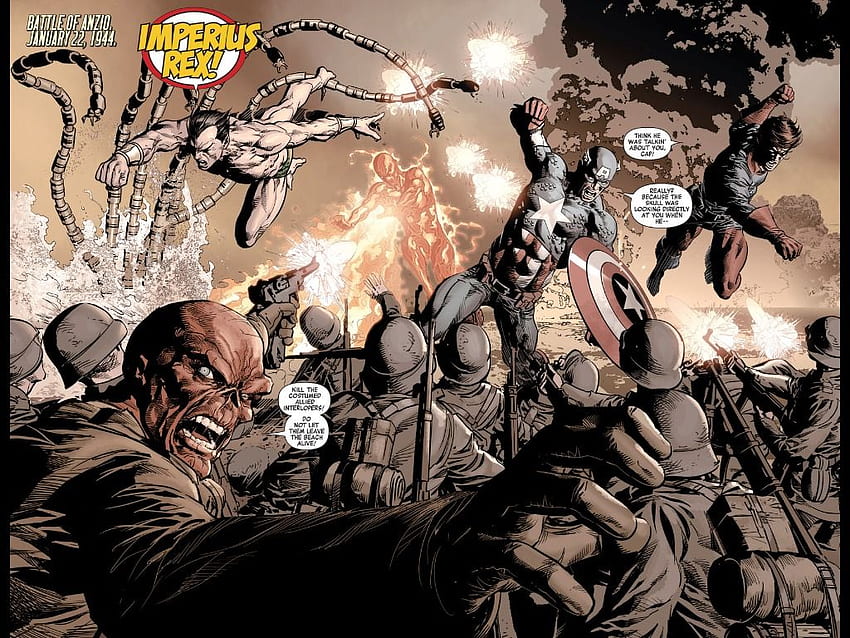 BATTLE OF ANZIO,
JANUARY 22, 1944.
IMPERIUS
REX!
THINK HE
WAS TALKIN'
ABOUT YOU,
CAP!
REALLY?
BECAUSE THE
SKULL WAS
LOOKING DIRECTLY
AT YOU WHEN
HE--
KILL THE
COSTUMED
ALLIED
INTERLOPERS!
DO NOT
LET THEM LEAVE
THE BEACH
ALIVE!
A